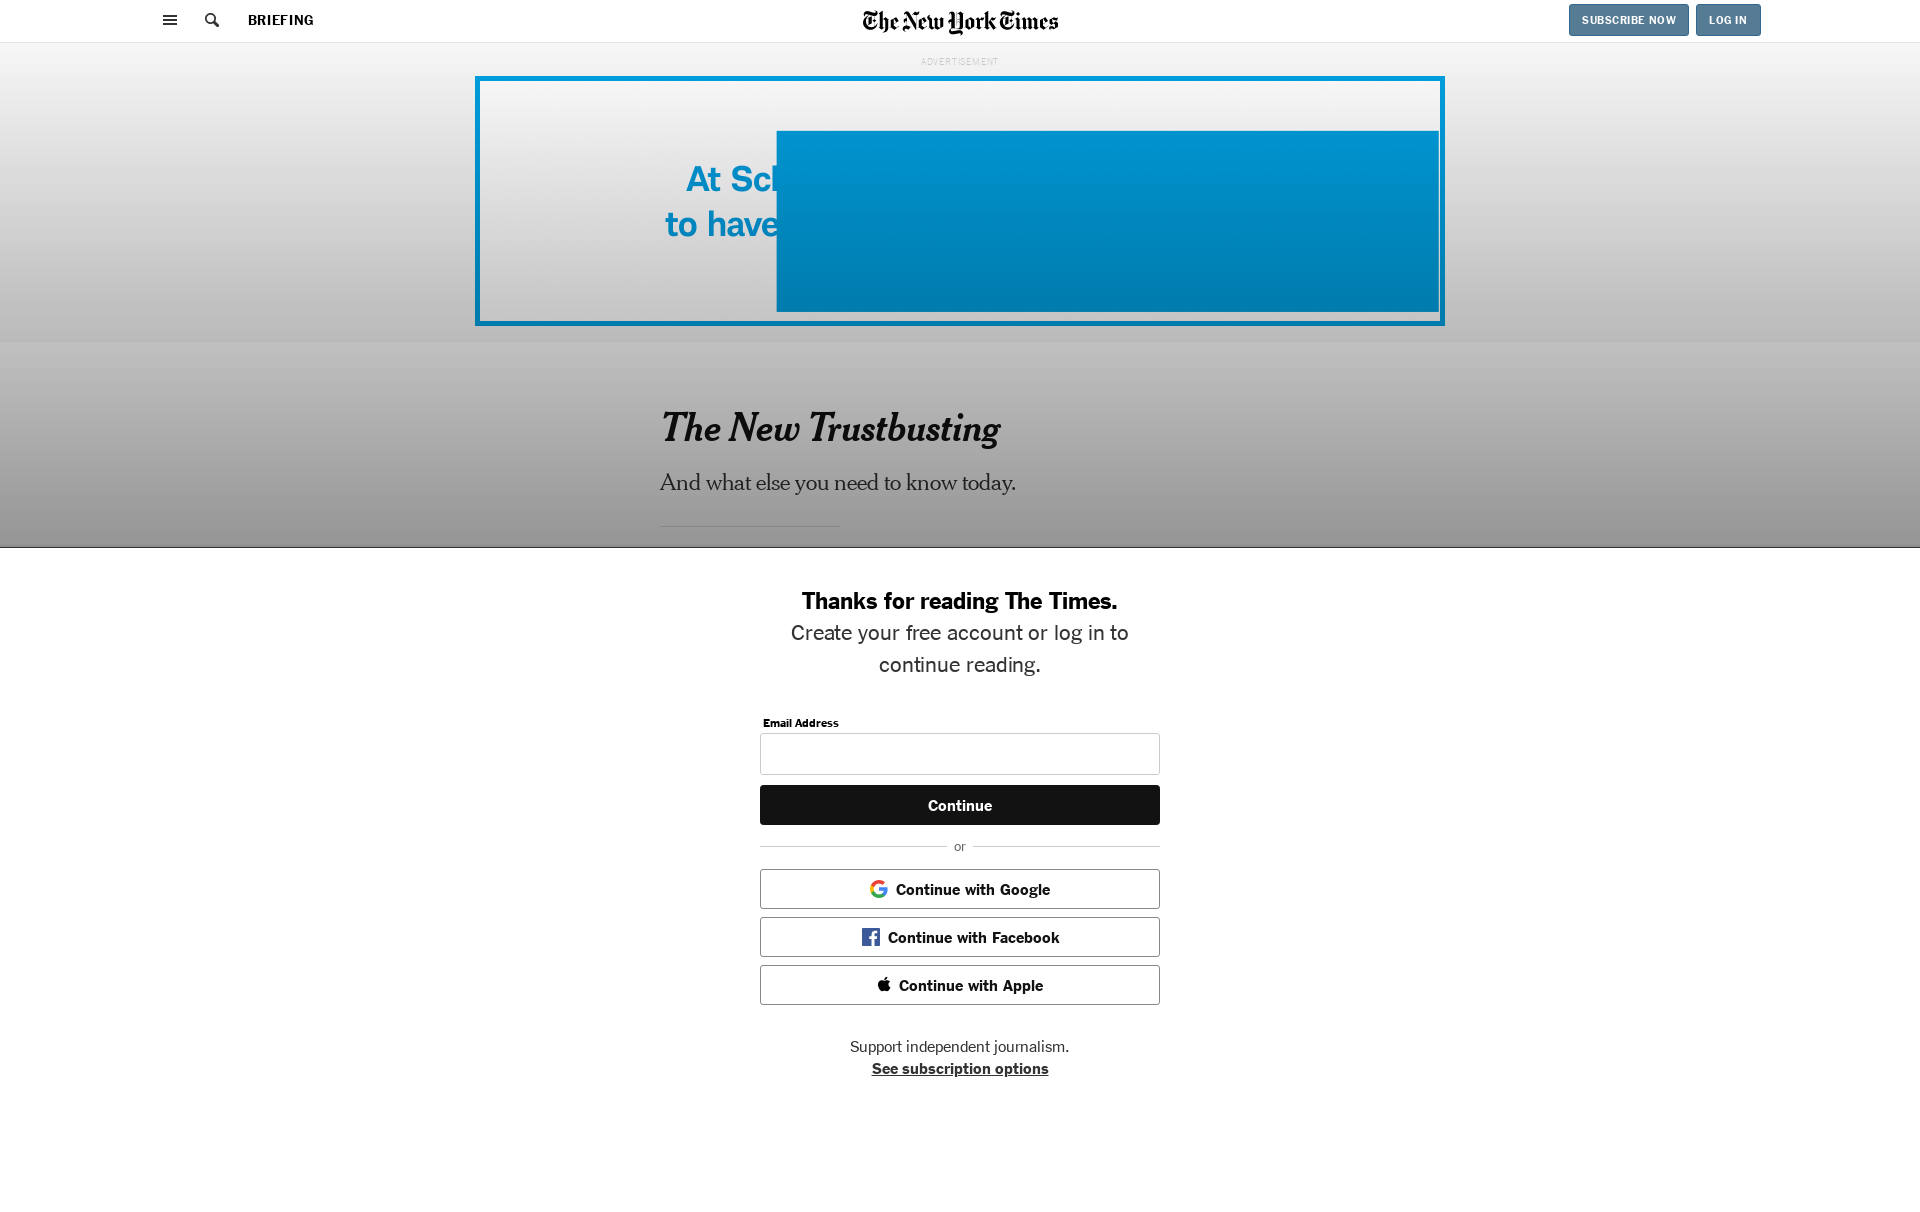 BRIEFING
The New York Times
SUBSCRIBE NOW
LOG IN
ADVERTISEMENT
At
to have
The New Trustbusting
And what else you need to know today.
Thanks for reading The Times.
Create your free account or log in to
continue reading.
Email Address
Continue
or
Continue with Google
Continue with Facebook
Continue with Apple
Support independent journalism.
See subscription options